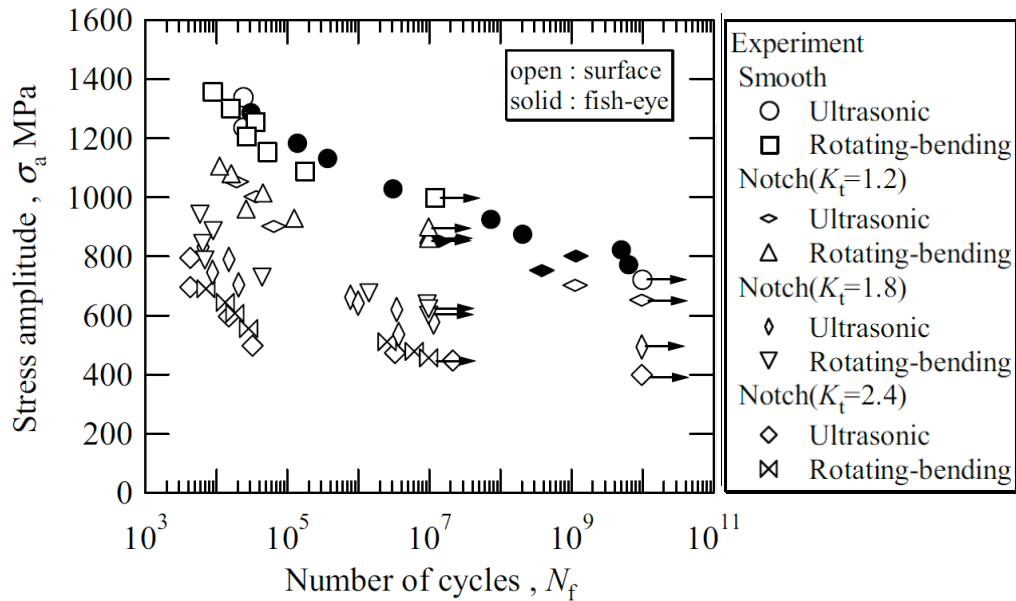 1600
1400
1200
1000
800
600
400
200
0
Stress amplitude , σa MPa
open : surface
solid : fish-eye
10^3
10^5
10^7
10^9
10^11
Number of cycles , Nf
Experiment
Smooth
Ultrasonic
Rotating-bending
Notch(Kt=1.2)
Ultrasonic
Rotating-bending
Notch(Kt=1.8)
Ultrasonic
Rotating-bending
Notch(Kt=2.4)
Ultrasonic
Rotating-bending